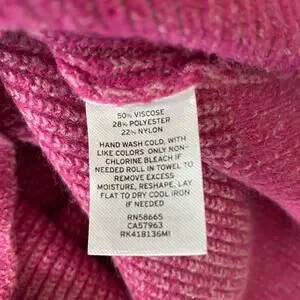 50% VISCOSE
28% POLYESTER
22% NYLON
HAND WASH COLD, WITH
LIKE COLORS ONLY NON-
CHLORINE BLEACH IF
NEEDED ROLL IN TOWEL TO
REMOVE EXCESS
MOISTURE, RESHAPE, LAY
FLAT TO DRY COOL IRON
IF NEEDED
RN58665
CA57963
RK418136MI